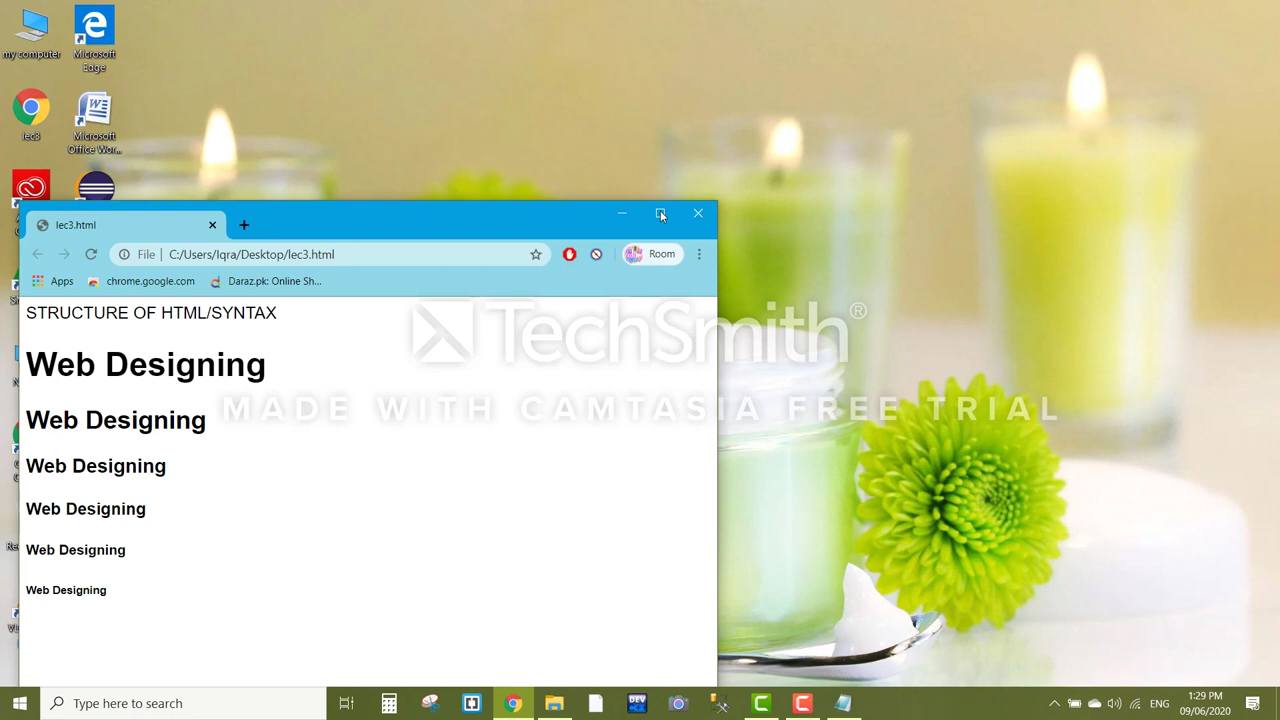 my computer
Microsoft
Edge
lec3
Microsoft
Office Wor...
lec3.html
File
C:/Users/Iqra/Desktop/lec3.html
Room
Apps
chrome.google.com
Daraz.pk: Online Sh...
STRUCTURE OF HTML/SYNTAX
Web Designing
Web Designing
Web Designing
Web Designing
Web Designing
Web Designing
TechSmith®
MADE WITH CAMTASIA FREE TRIAL
Type here to search
DEV
ENG
1:29 PM
09/06/2020